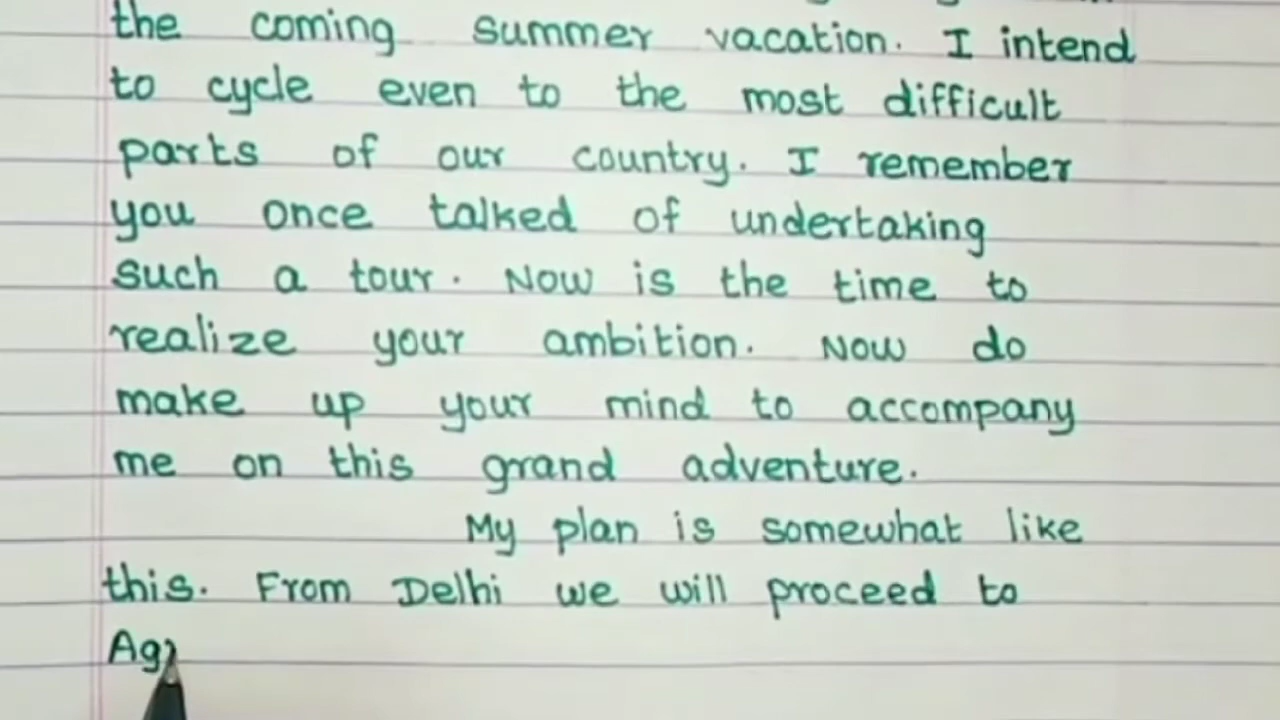 the coming summer vacation. I intend
to cycle even to the most difficult
parts of our country. I remember
you once talked of undertaking
such a tour. Now is the time to
realize your ambition. Now do
make up your mind to accompany
me on this grand adventure.
My plan is somewhat like
this. From Delhi we will proceed to